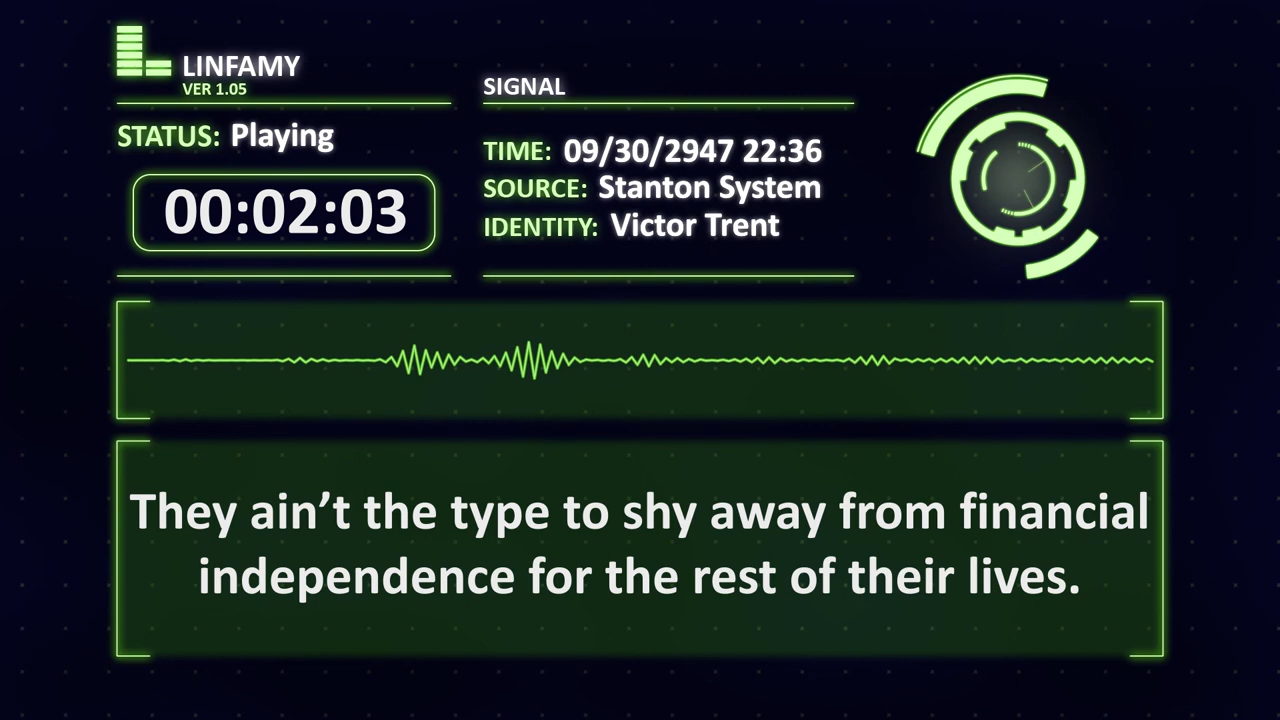 LINFAMY
VER 1.05
STATUS: Playing
00:02:03
SIGNAL
TIME: 09/30/2947 22:36
SOURCE: Stanton System
IDENTITY: Victor Trent
They ain’t the type to shy away from financial
independence for the rest of their lives.